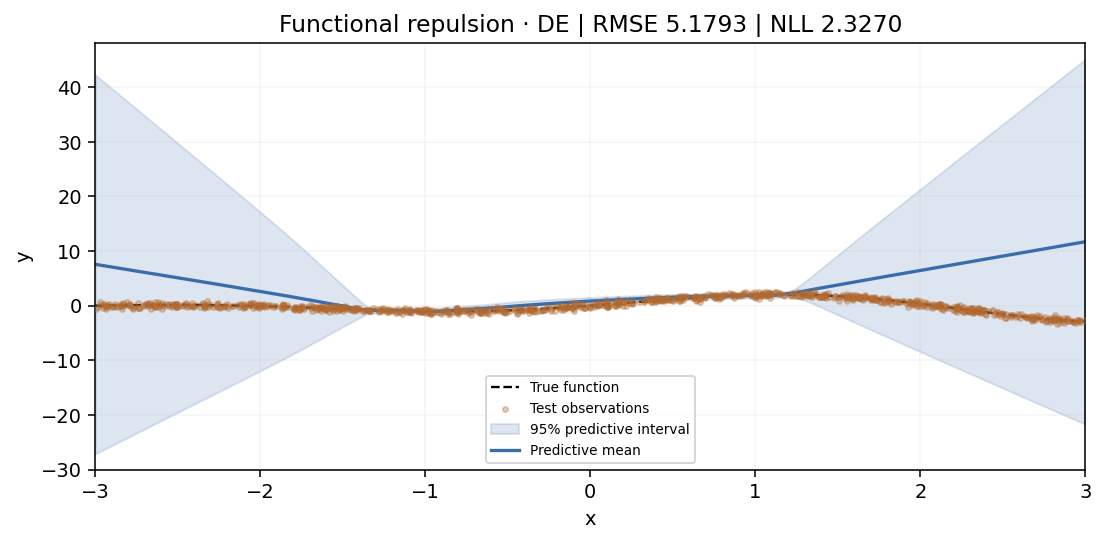 Functional repulsion · DE | RMSE 5.1793 | NLL 2.3270
y
40
30
20
10
0
−10
−20
−30
True function
Test observations
95% predictive interval
Predictive mean
−3
−2
−1
0
1
2
3
x